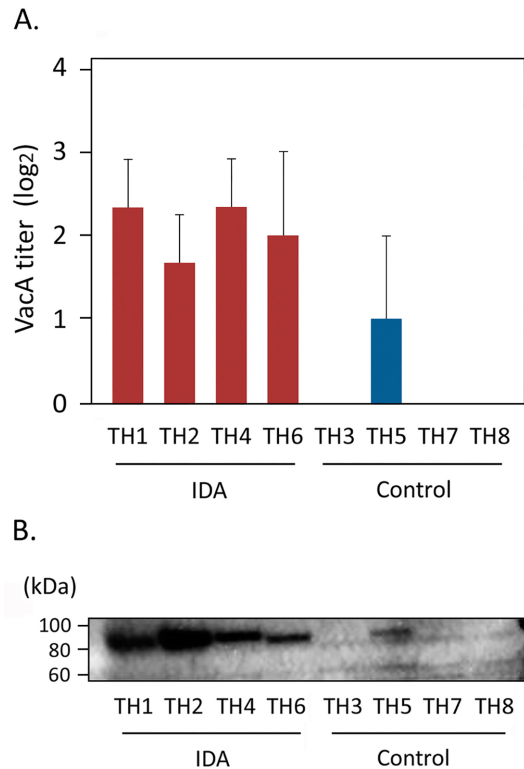 A.
VacA titer (log2)
4
3
2
1
0
TH1 TH2 TH4 TH6 TH3 TH5 TH7 TH8
IDA Control
B.
(kDa)
100
80
60
TH1 TH2 TH4 TH6 TH3 TH5 TH7 TH8
IDA Control